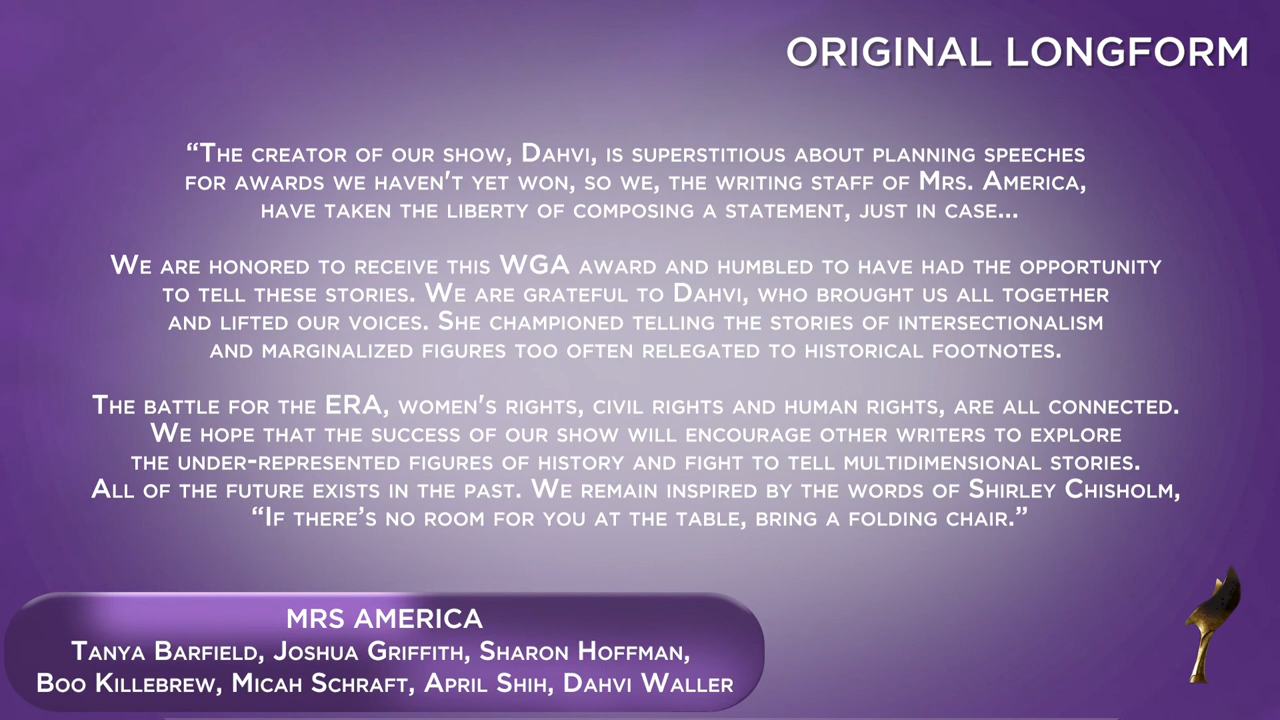 ORIGINAL LONGFORM
“The creator of our show, Dahvi, is superstitious about planning speeches
for awards we haven't yet won, so we, the writing staff of Mrs. America,
have taken the liberty of composing a statement, just in case...
We are honored to receive this WGA award and humbled to have had the opportunity
to tell these stories. We are grateful to Dahvi, who brought us all together
and lifted our voices. She championed telling the stories of intersectionalism
and marginalized figures too often relegated to historical footnotes.
The battle for the ERA, women's rights, civil rights and human rights, are all connected.
We hope that the success of our show will encourage other writers to explore
the under-represented figures of history and fight to tell multidimensional stories.
All of the future exists in the past. We remain inspired by the words of Shirley Chisholm,
“If there’s no room for you at the table, bring a folding chair.”
MRS AMERICA
Tanya Barfield, Joshua Griffith, Sharon Hoffman,
Boo Killebrew, Micah Schraft, April Shih, Dahvi Waller